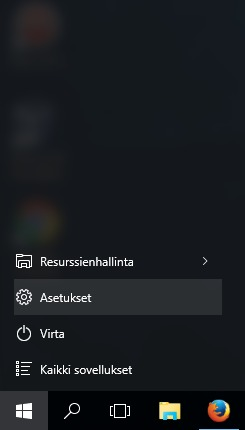 Resurssienhallinta
Asetukset
Virta
Kaikki sovellukset